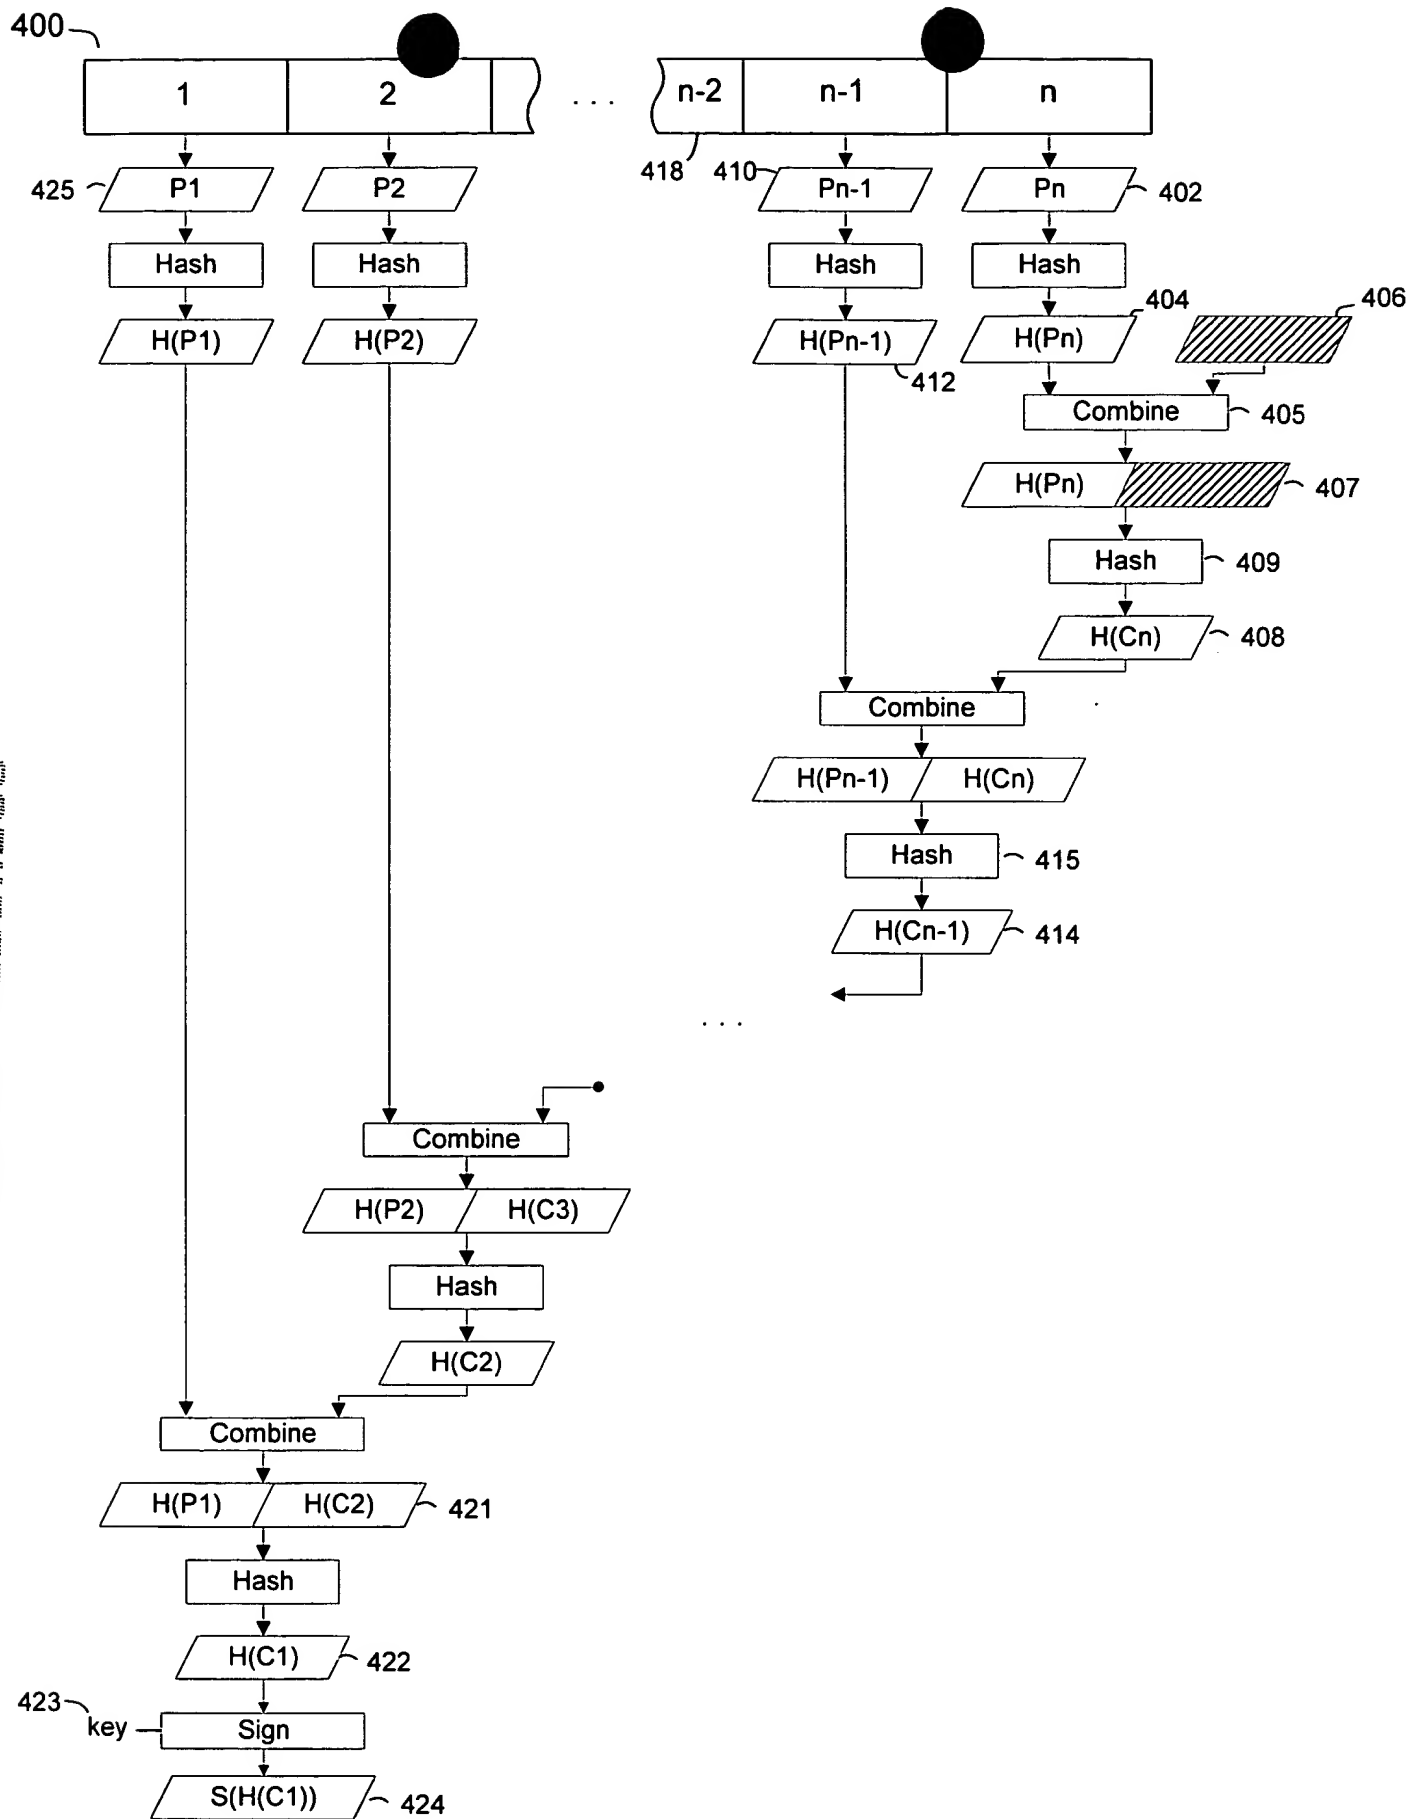 400
1 2 ... n-2 n-1 n
418 410
425 P1 P2 Pn-1 Pn 402
Hash Hash Hash Hash
404 406
H(P1) H(P2) H(Pn-1) H(Pn)
412
Combine 405
H(Pn) 407
Hash 409
H(Cn) 408
Combine
H(Pn-1) H(Cn)
Hash 415
H(Cn-1) 414
...
Combine
H(P2) H(C3)
Hash
H(C2)
Combine
H(P1) H(C2) 421
Hash
H(C1) 422
423
key Sign
S(H(C1)) 424